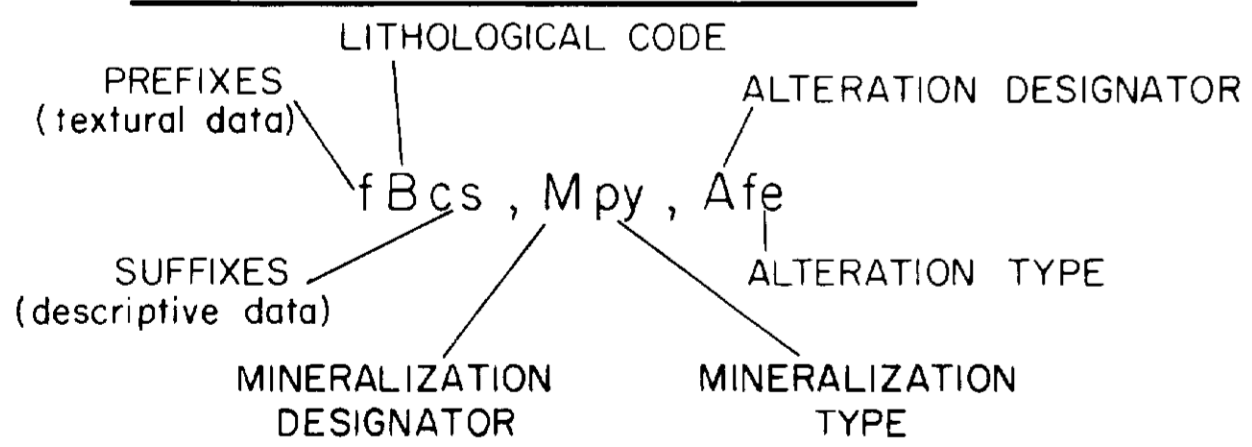 LITHOLOGICAL CODE
PREFIXES
(textural data)
ALTERATION DESIGNATOR
fBcs , Mpy , Afe
SUFFIXES
(descriptive data)
ALTERATION TYPE
MINERALIZATION
DESIGNATOR
MINERALIZATION
TYPE